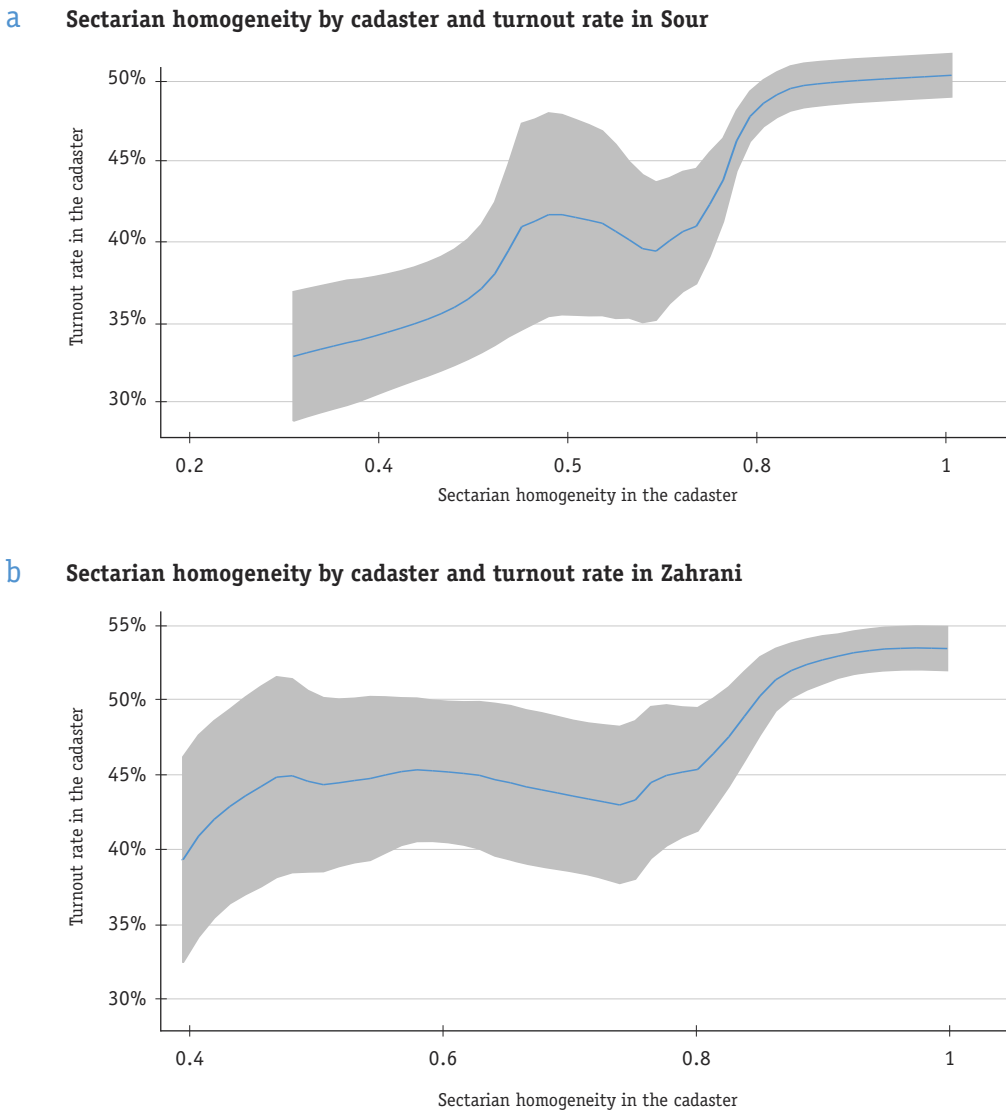 a Sectarian homogeneity by cadaster and turnout rate in Sour
Turnout rate in the cadaster
50%
45%
40%
35%
30%
0.2 0.4 0.5 0.8 1
Sectarian homogeneity in the cadaster
b Sectarian homogeneity by cadaster and turnout rate in Zahrani
Turnout rate in the cadaster
55%
50%
45%
40%
35%
30%
0.4 0.6 0.8 1
Sectarian homogeneity in the cadaster